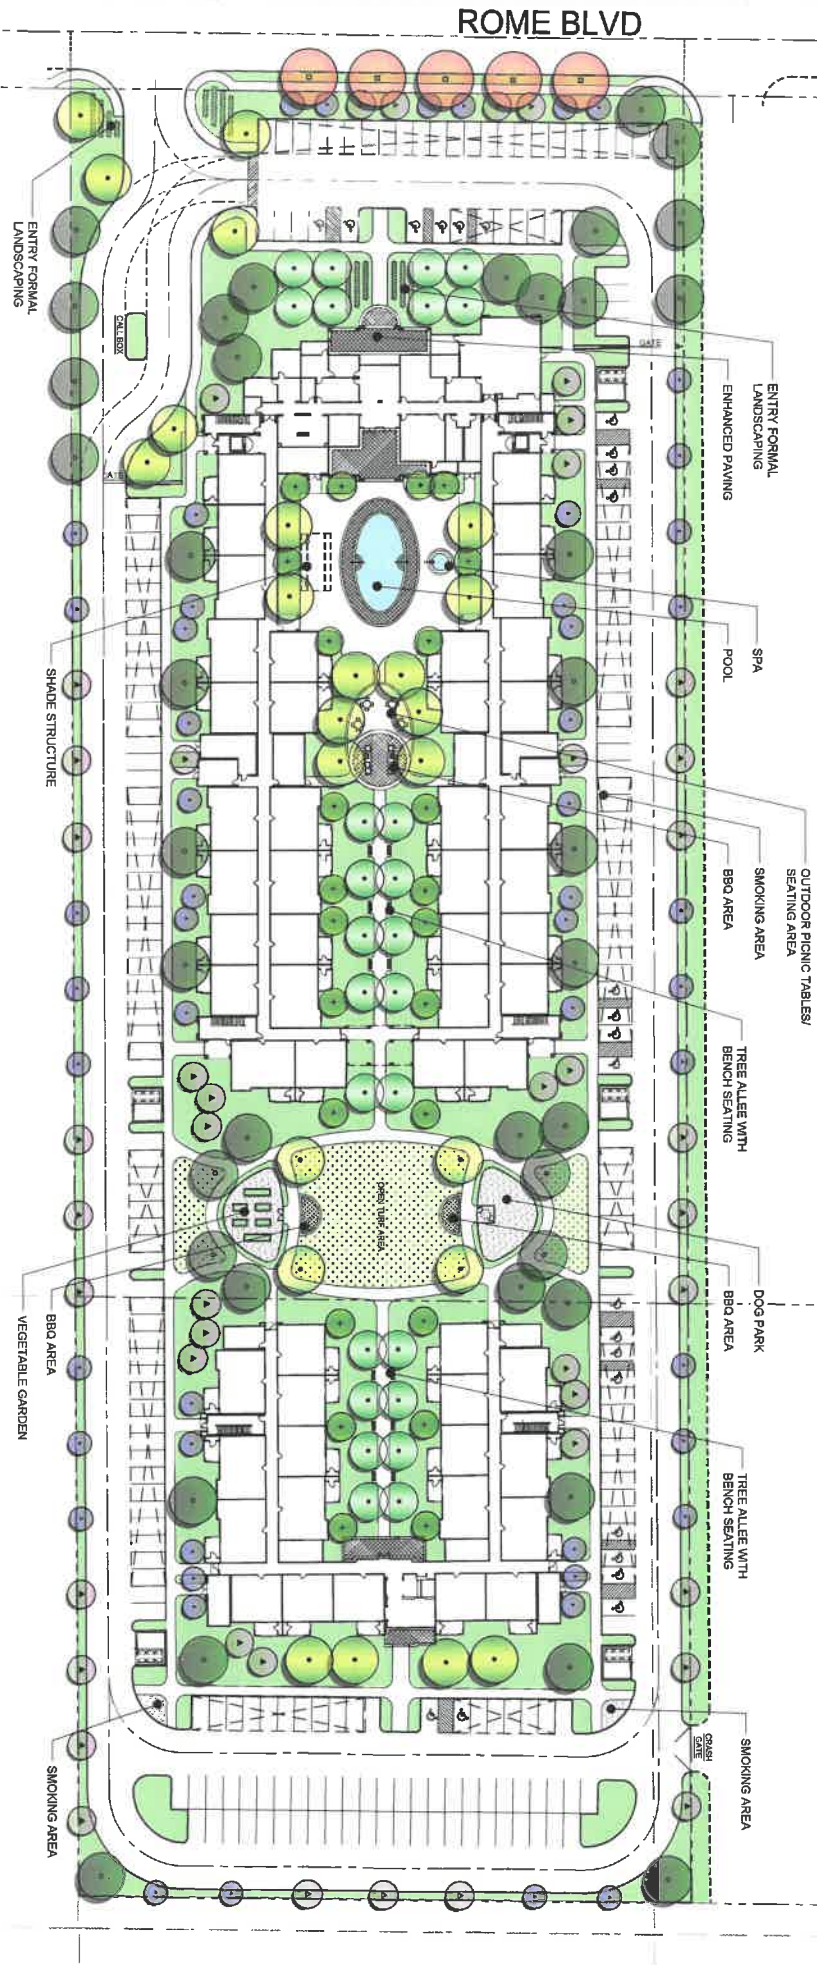 ROME BLVD
ENTRY FORMAL
LANDSCAPING
CALL BOX
GATE
ENTRY FORMAL
LANDSCAPING
ENHANCED PAVING
SPA
POOL
SHADE STRUCTURE
OUTDOOR PICNIC TABLES/
SEATING AREA
SMOKING AREA
BBQ AREA
TREE ALLEE WITH
BENCH SEATING
OPEN TURF AREA
DOG PARK
BBQ AREA
BBQ AREA
VEGETABLE GARDEN
TREE ALLEE WITH
BENCH SEATING
CRASH
GATE
SMOKING AREA
SMOKING AREA